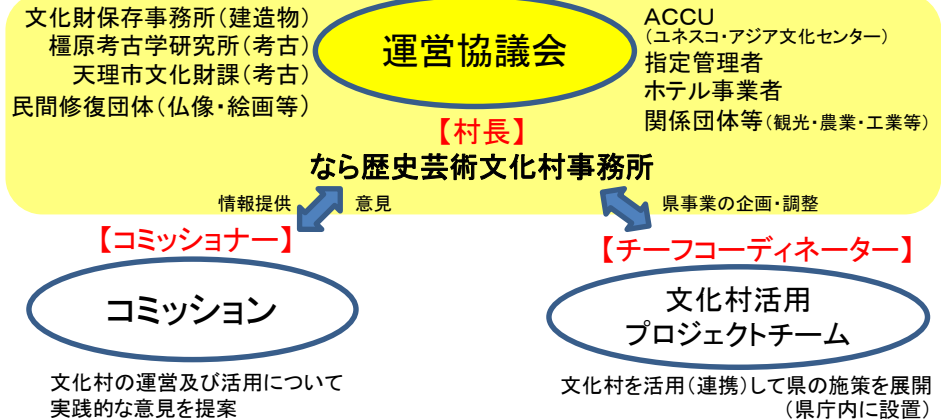 文化財保存事務所(建造物)
橿原考古学研究所(考古)
天理市文化財課(考古)
民間修復団体(仏像・絵画等)
運営協議会
ACCU
(ユネスコ・アジア文化センター)
指定管理者
ホテル事業者
関係団体等(観光・農業・工業等)
【村長】
なら歴史芸術文化村事務所
情報提供
意見
県事業の企画・調整
【コミッショナー】
コミッション
文化村の運営及び活用について
実践的な意見を提案
【チーフコーディネーター】
文化村活用
プロジェクトチーム
文化村を活用(連携)して県の施策を展開
(県庁内に設置)